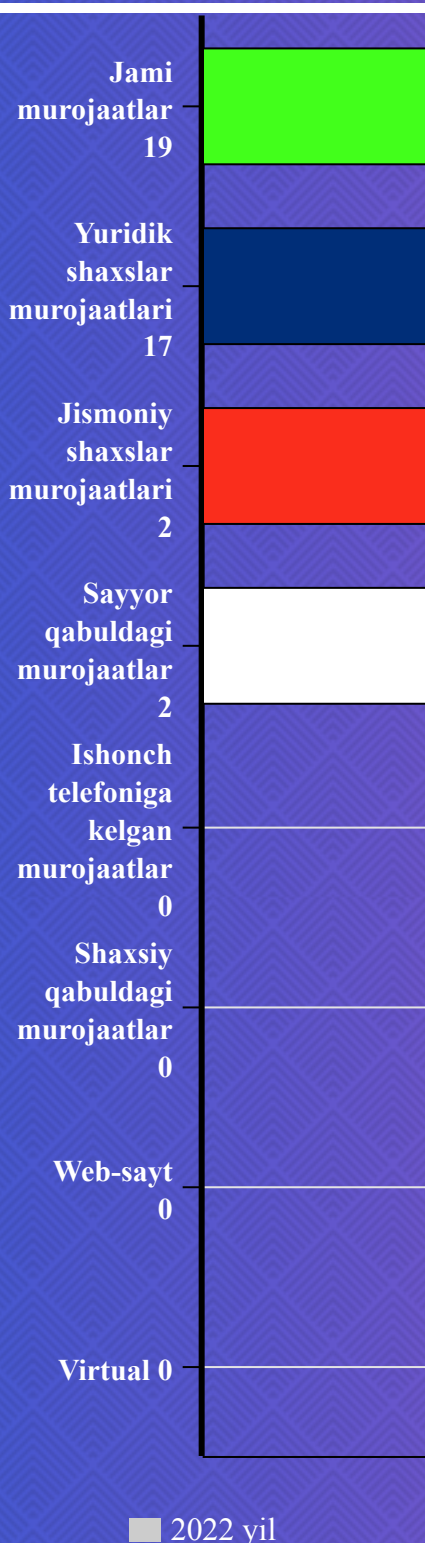 Jami
murojaatlar
19
Yuridik
shaxslar
murojaatlari
17
Jismoniy
shaxslar
murojaatlari
2
Sayyor
qabuldagi
murojaatlar
2
Ishonch
telefoniga
kelgan
murojaatlar
0
Shaxsiy
qabuldagi
murojaatlar
0
Web-sayt
0
Virtual 0
2022 yil